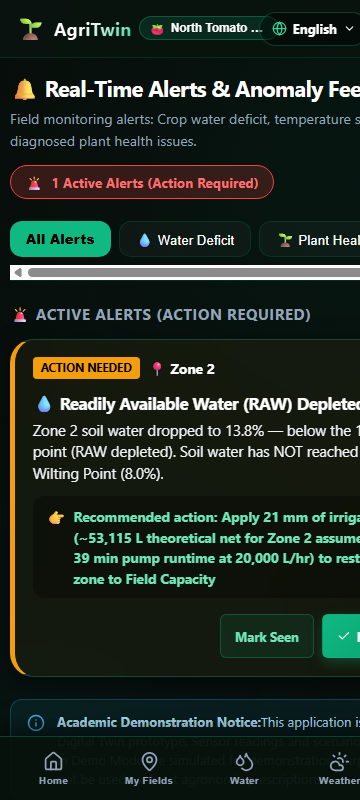 AgriTwin
North Tomato ...
English
Real-Time Alerts & Anomaly Fee
Field monitoring alerts: Crop water deficit, temperature s
diagnosed plant health issues.
1 Active Alerts (Action Required)
All Alerts
Water Deficit
Plant Heal
ACTIVE ALERTS (ACTION REQUIRED)
ACTION NEEDED
Zone 2
Readily Available Water (RAW) Depleted
Zone 2 soil water dropped to 13.8% — below the 1
point (RAW depleted). Soil water has NOT reached
Wilting Point (8.0%).
Recommended action: Apply 21 mm of irriga
(~53,115 L theoretical net for Zone 2 assume
39 min pump runtime at 20,000 L/hr) to rest
zone to Field Capacity
Mark Seen
Academic Demonstration Notice:This application is
Home
My Fields
Water
Weather